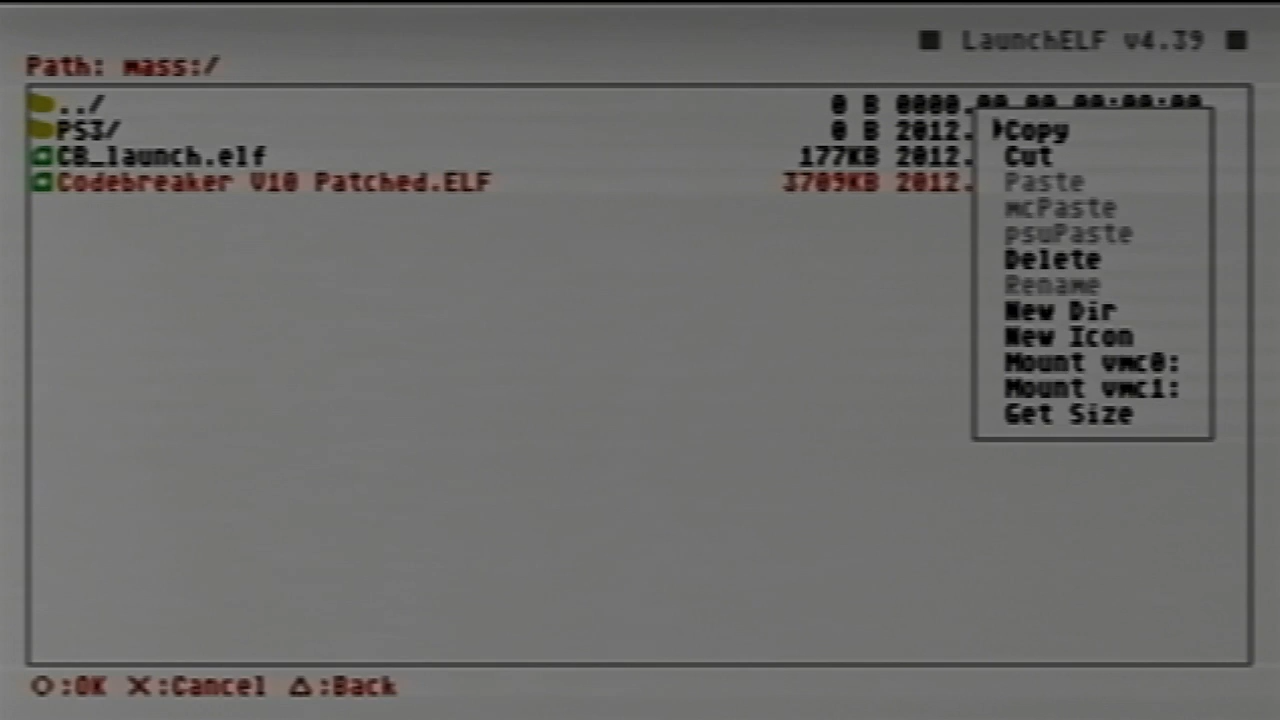 LaunchELF v4.39
Path: mass:/
../ 0 B 0000.00.00 00:00:00
PS3/ 0 B 2012.
CB_launch.elf 177KB 2012.
Codebreaker V10 Patched.ELF 3709KB 2012.
Copy
Cut
Paste
mcPaste
psuPaste
Delete
Rename
New Dir
New Icon
Mount vmc0:
Mount vmc1:
Get Size
O:OK X:Cancel △:Back